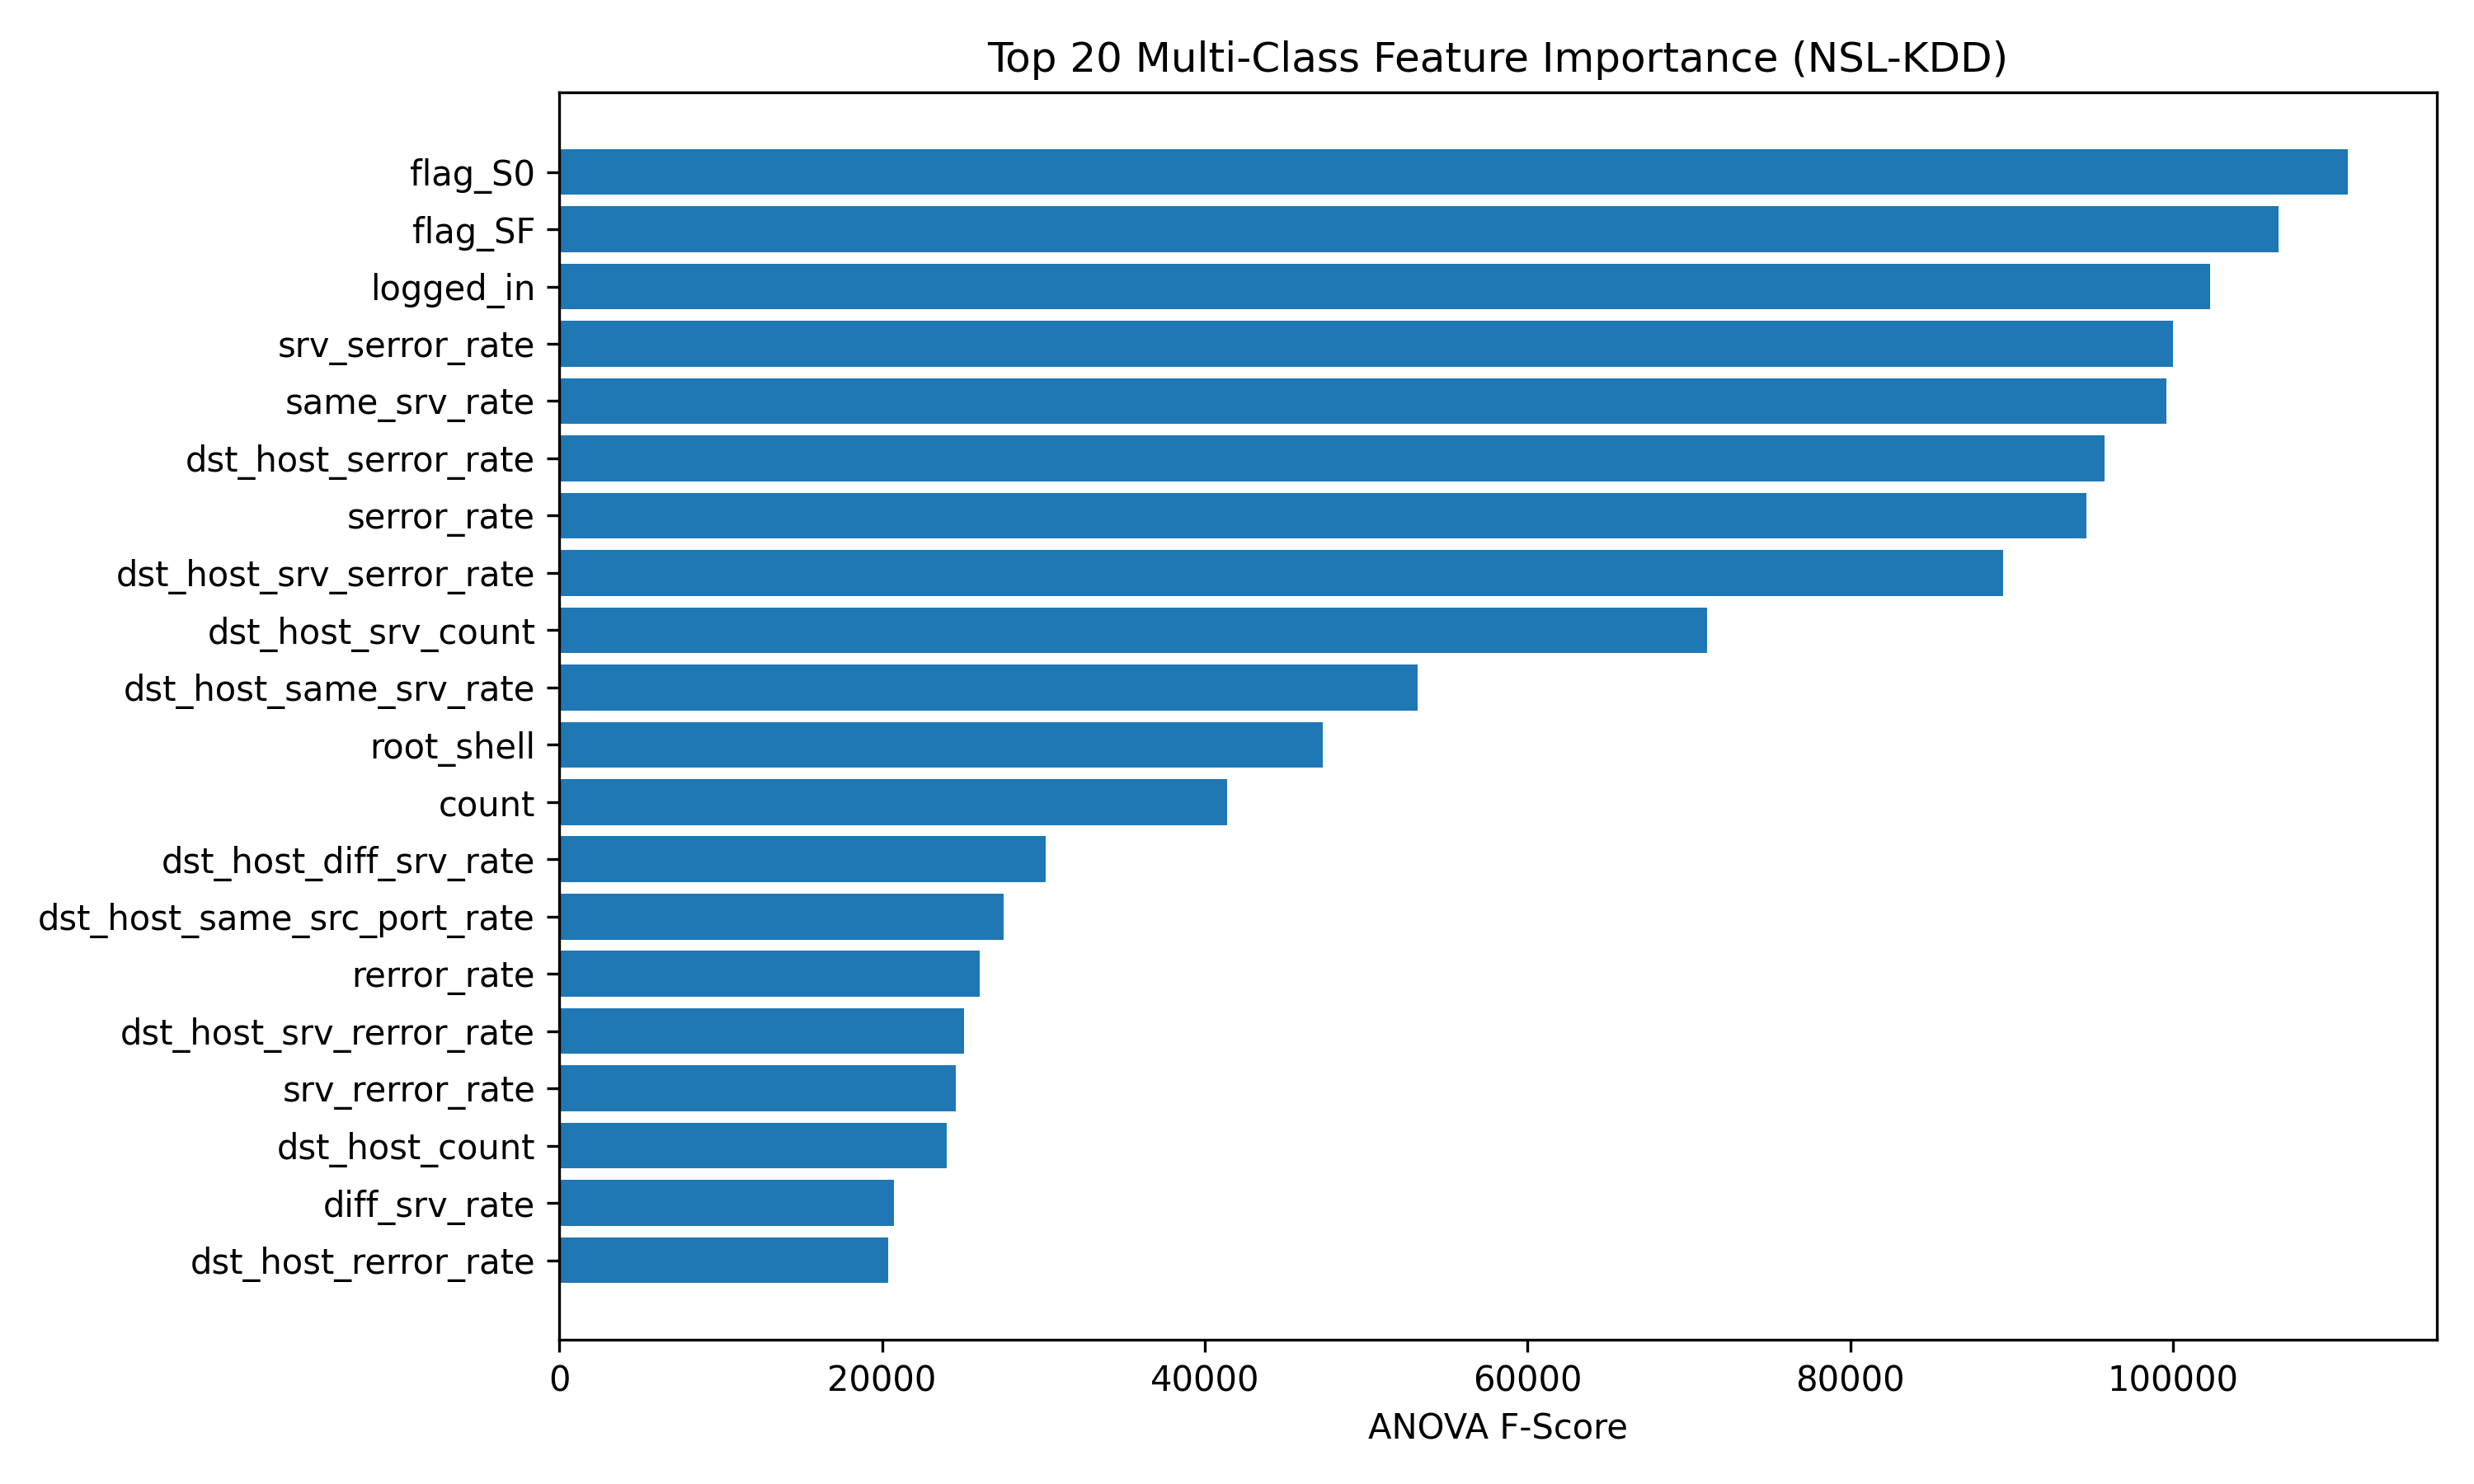 Top 20 Multi-Class Feature Importance (NSL-KDD)
flag_S0
flag_SF
logged_in
srv_serror_rate
same_srv_rate
dst_host_serror_rate
serror_rate
dst_host_srv_serror_rate
dst_host_srv_count
dst_host_same_srv_rate
root_shell
count
dst_host_diff_srv_rate
dst_host_same_src_port_rate
rerror_rate
dst_host_srv_rerror_rate
srv_rerror_rate
dst_host_count
diff_srv_rate
dst_host_rerror_rate
0 20000 40000 60000 80000 100000
ANOVA F-Score